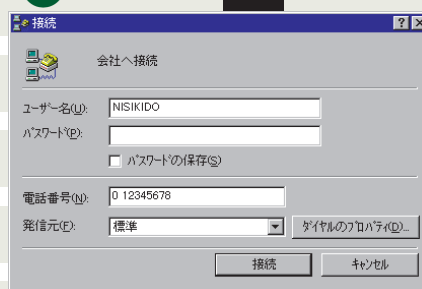 接続
会社へ接続
ユーザー名(U): NISIKIDO
パスワード(P):
パスワードの保存(S)
電話番号(N): 0 12345678
発信元(F): 標準 ダイヤルのプロパティ(D)...
接続 キャンセル